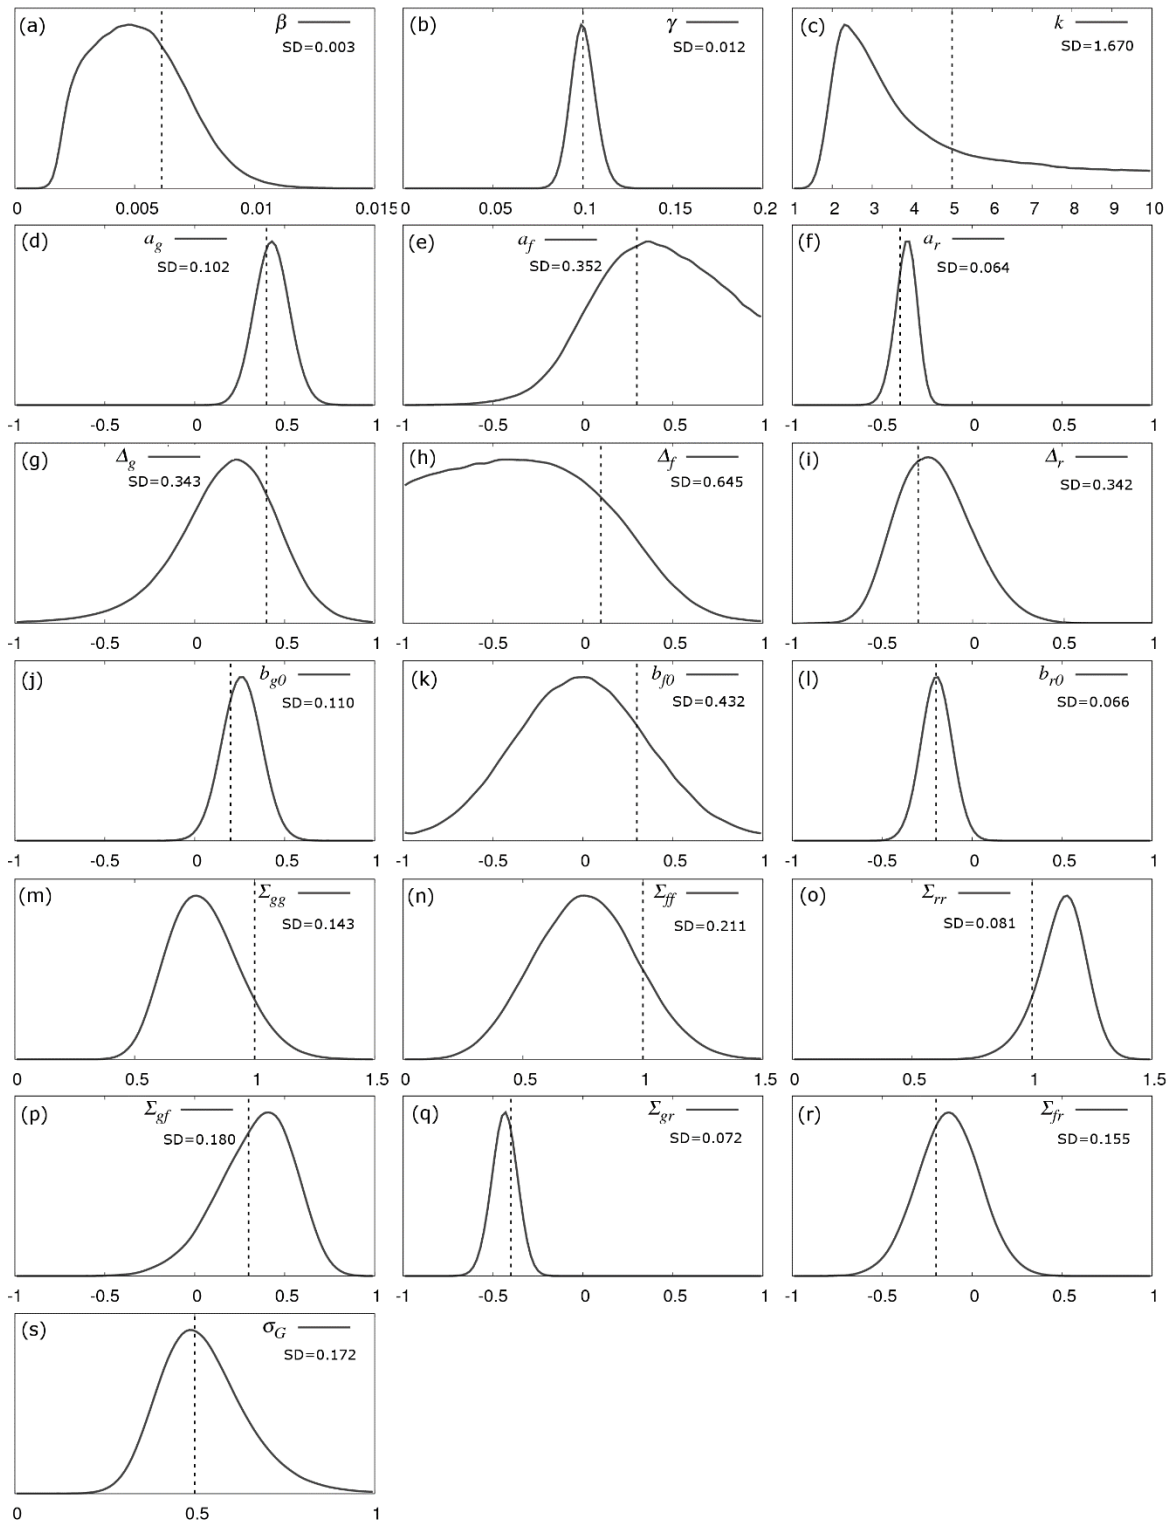 (a) β
SD=0.003
(b) γ
SD=0.012
(c) k
SD=1.670
0 0.005 0.01 0.015
0 0.05 0.1 0.15 0.2
1 2 3 4 5 6 7 8 9 10
(d) a_g
SD=0.102
(e) a_f
SD=0.352
(f) a_r
SD=0.064
-1 -0.5 0 0.5 1
-1 -0.5 0 0.5 1
-1 -0.5 0 0.5 1
(g) Δ_g
SD=0.343
(h) Δ_f
SD=0.645
(i) Δ_r
SD=0.342
-1 -0.5 0 0.5 1
-1 -0.5 0 0.5 1
-1 -0.5 0 0.5 1
(j) b_g0
SD=0.110
(k) b_f0
SD=0.432
(l) b_r0
SD=0.066
-1 -0.5 0 0.5 1
-1 -0.5 0 0.5 1
-1 -0.5 0 0.5 1
(m) Σ_gg
SD=0.143
(n) Σ_ff
SD=0.211
(o) Σ_rr
SD=0.081
0 0.5 1 1.5
0 0.5 1 1.5
0 0.5 1 1.5
(p) Σ_gf
SD=0.180
(q) Σ_gr
SD=0.072
(r) Σ_fr
SD=0.155
-1 -0.5 0 0.5 1
-1 -0.5 0 0.5 1
-1 -0.5 0 0.5 1
(s) σ_G
SD=0.172
0 0.5 1